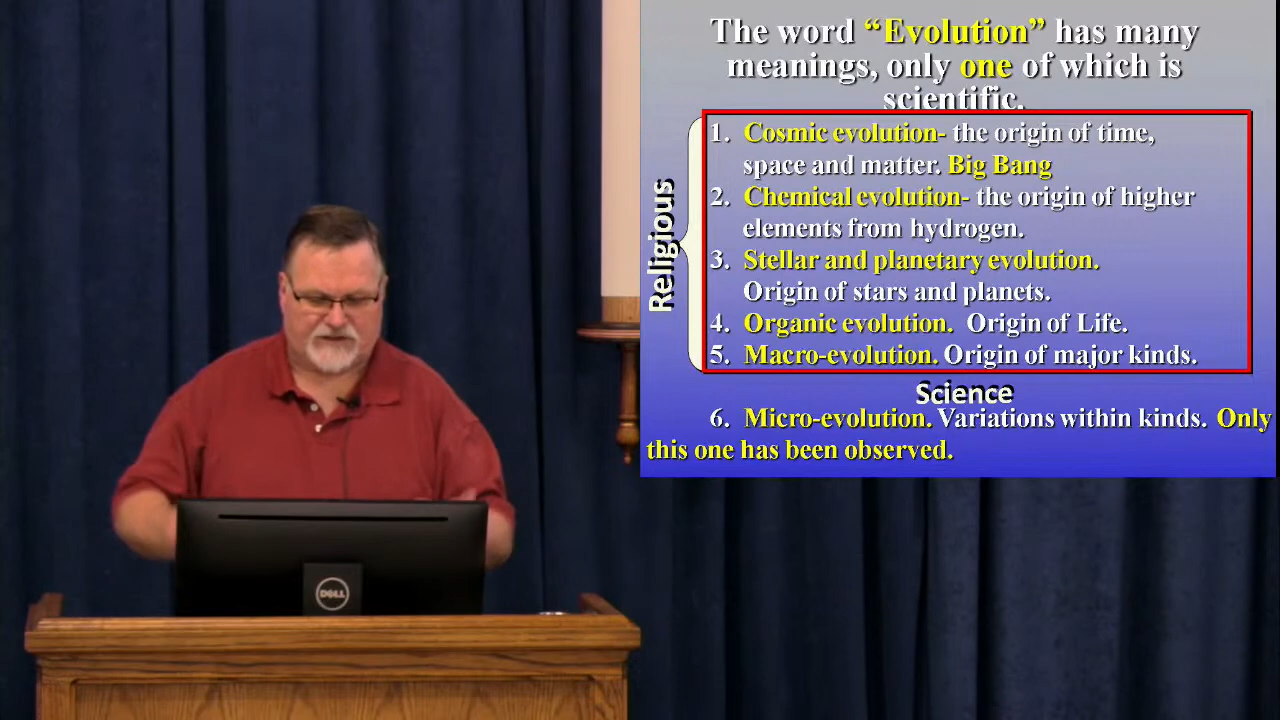 The word “Evolution” has many
meanings, only one of which is
scientific.
1. Cosmic evolution- the origin of time,
space and matter. Big Bang
2. Chemical evolution- the origin of higher
elements from hydrogen.
3. Stellar and planetary evolution.
Origin of stars and planets.
4. Organic evolution. Origin of Life.
5. Macro-evolution. Origin of major kinds.
Religious
Science
6. Micro-evolution. Variations within kinds. Only
this one has been observed.
DELL